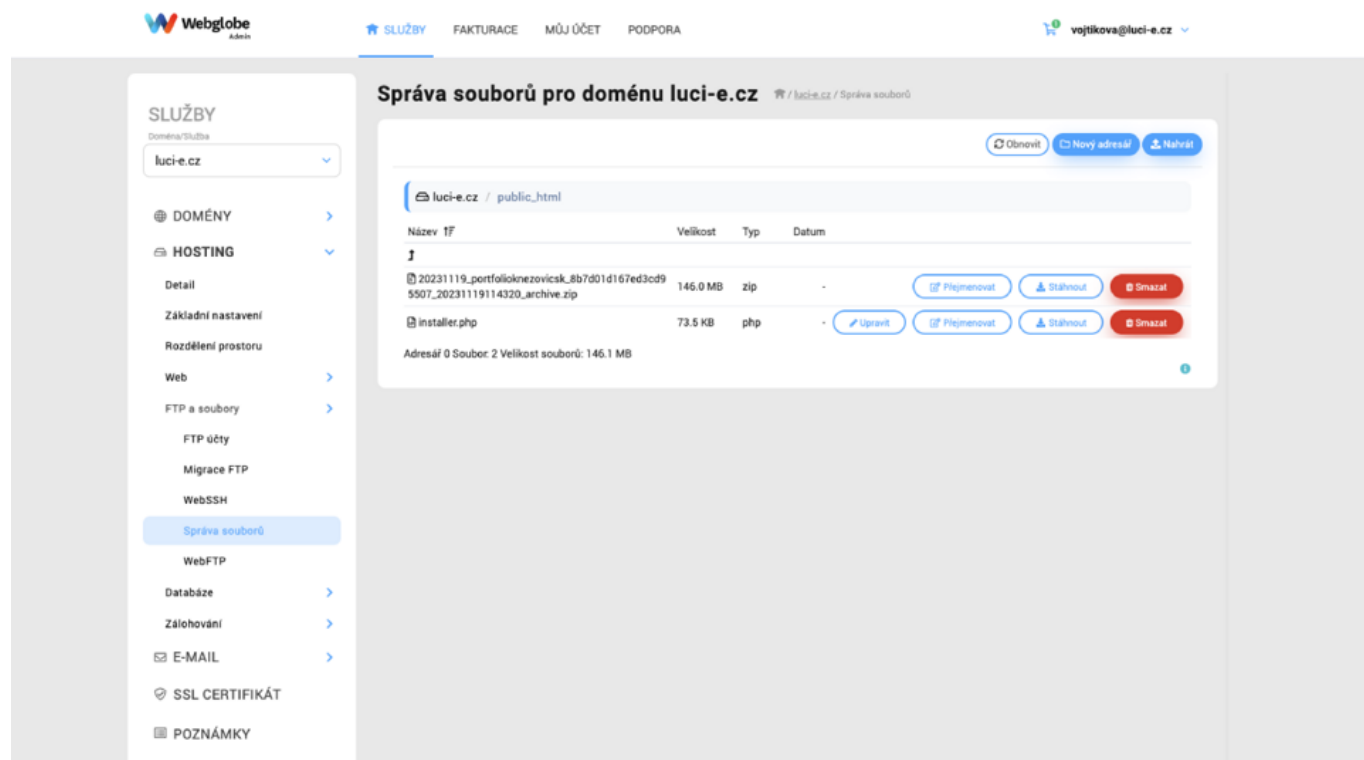 Webglobe
Admin
SLUŽBY FAKTURACE MŮJ ÚČET PODPORA
0
vojtikova@luci-e.cz
SLUŽBY
Doména/Služba
luci-e.cz
DOMÉNY
HOSTING
Detail
Základní nastavení
Rozdělení prostoru
Web
FTP a soubory
FTP účty
Migrace FTP
WebSSH
Správa souborů
WebFTP
Databáze
Zálohování
E-MAIL
SSL CERTIFIKÁT
POZNÁMKY
Správa souborů pro doménu luci-e.cz / luci-e.cz / Správa souborů
Obnovit Nový adresář Nahrát
luci-e.cz / public_html
Název Velikost Typ Datum
20231119_portfolioknezovicsk_8b7d01d167ed3cd9
5507_20231119114320_archive.zip 146.0 MB zip - Přejmenovat Stáhnout Smazat
installer.php 73.5 KB php - Upravit Přejmenovat Stáhnout Smazat
Adresář 0 Soubor: 2 Velikost souborů: 146.1 MB